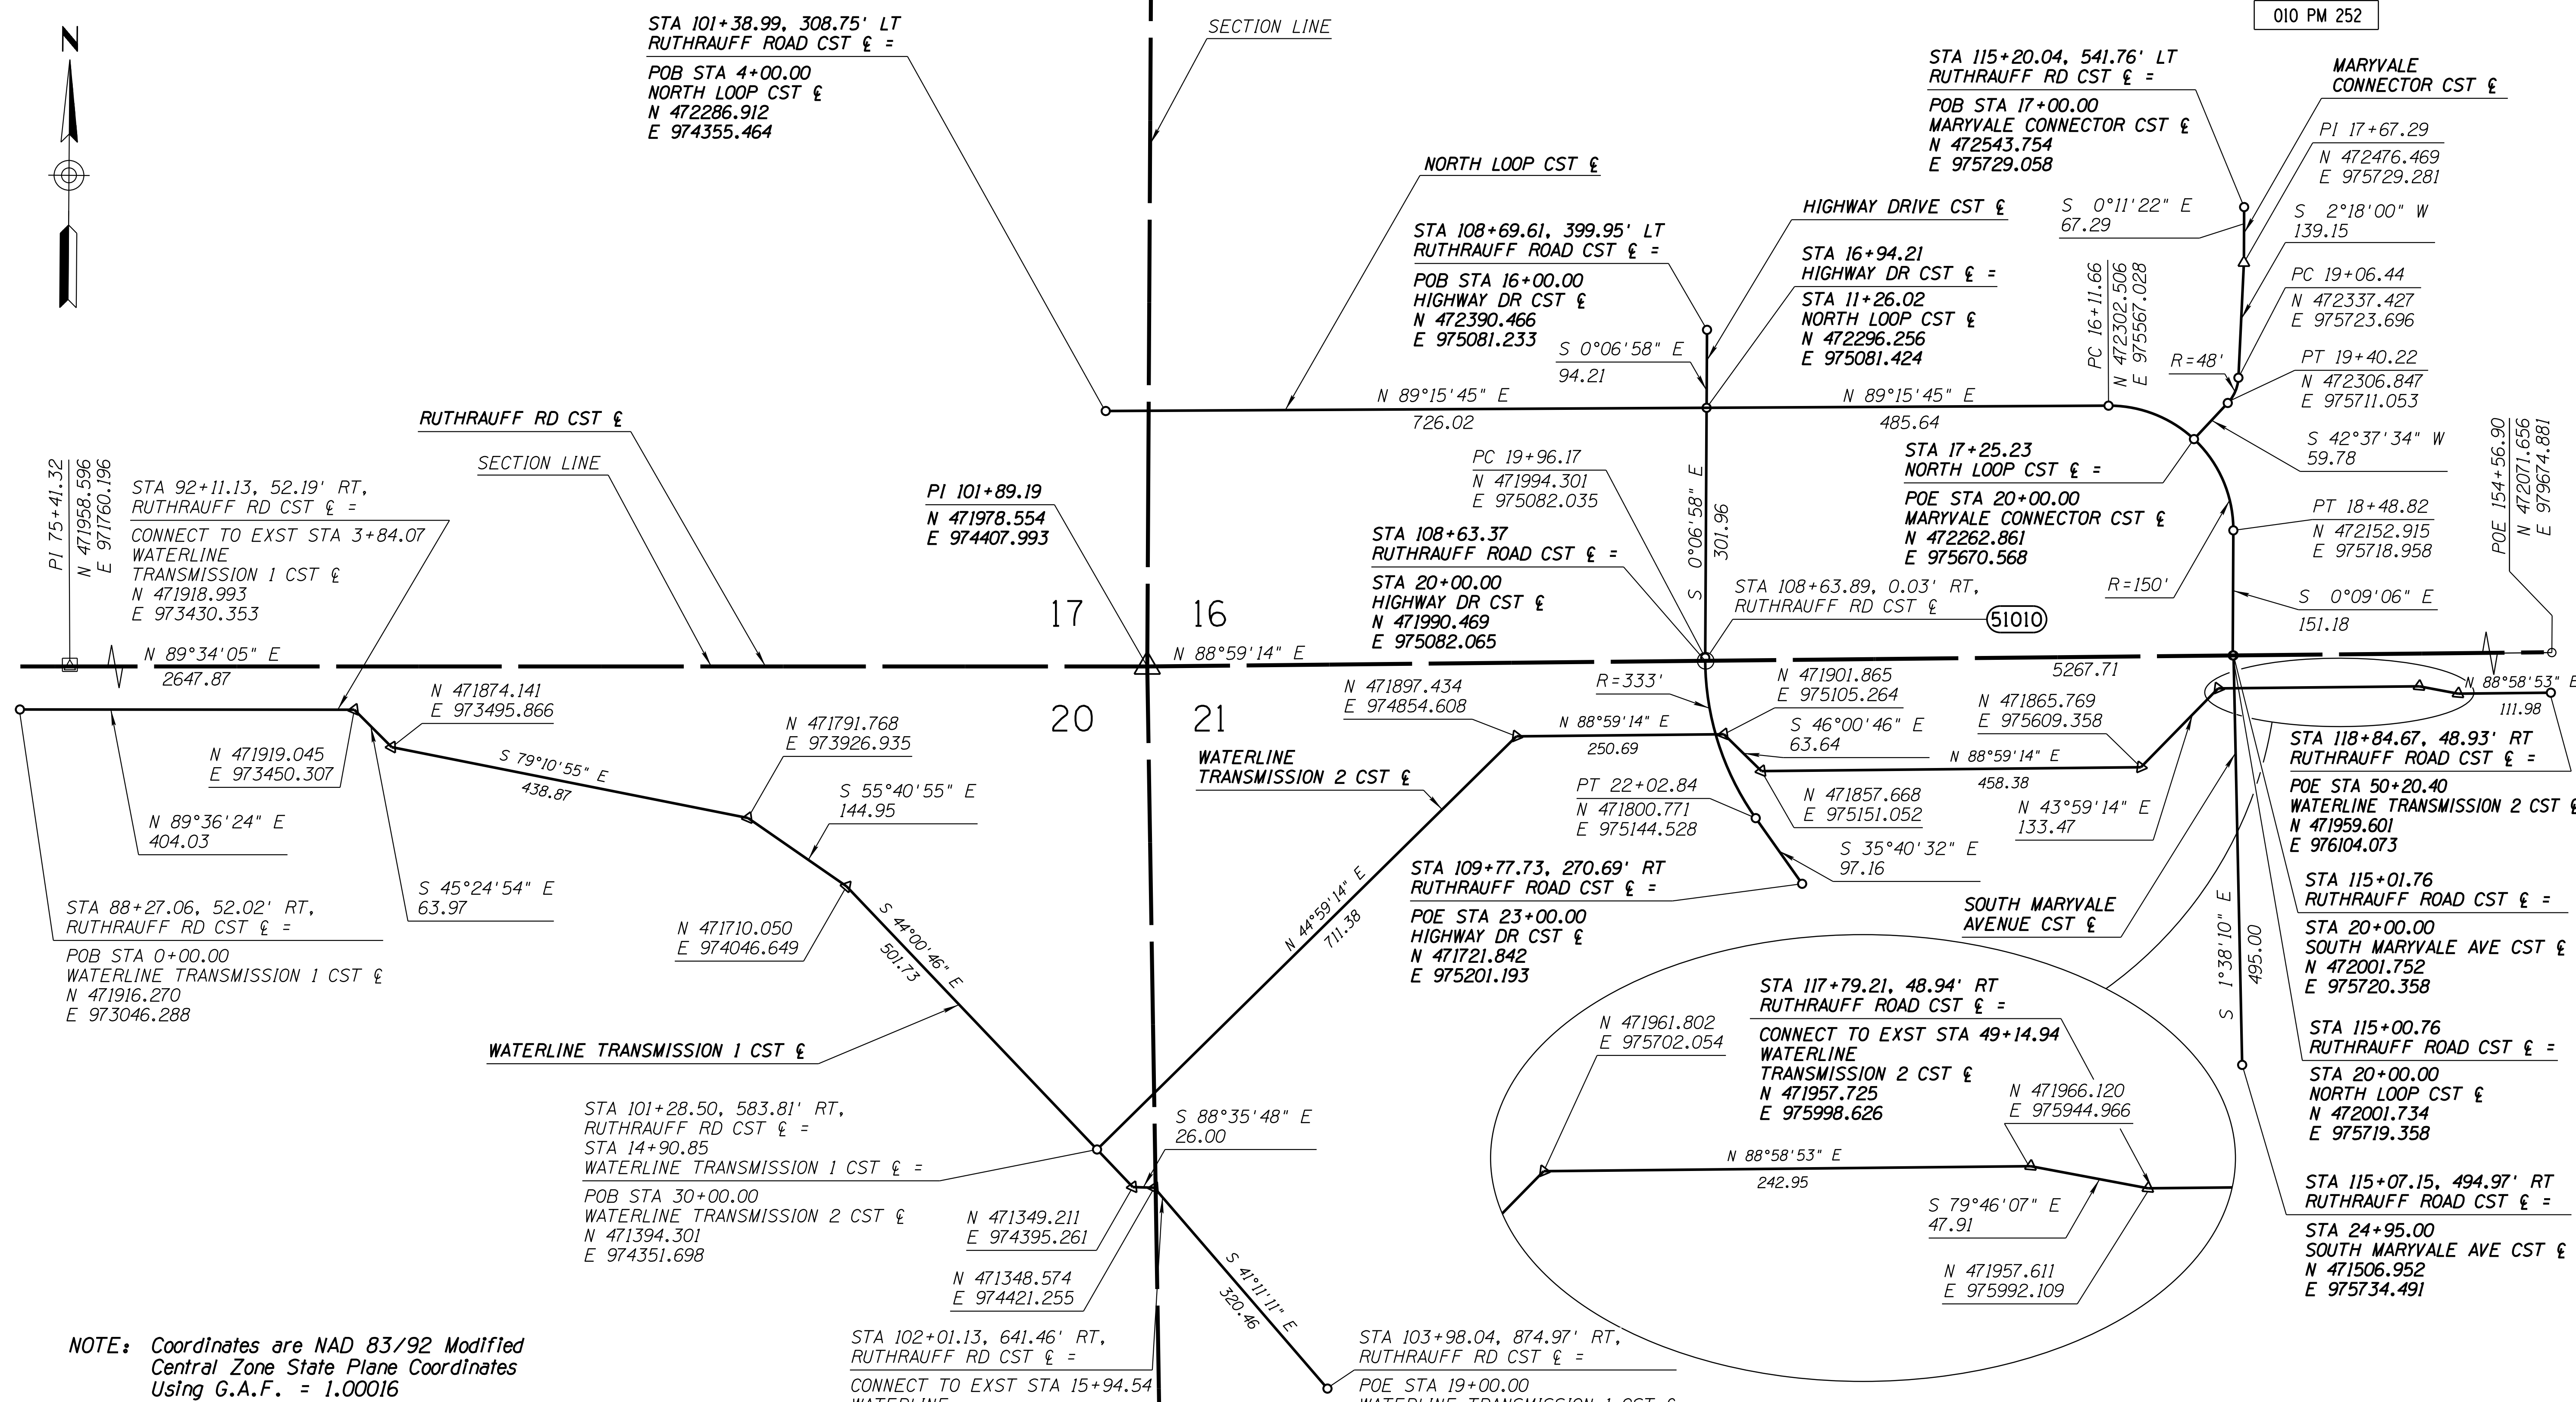 010 PM 252
N
STA 101+38.99, 308.75' LT
RUTHRAUFF ROAD CST ℄ =
POB STA 4+00.00
NORTH LOOP CST ℄
N 472286.912
E 974355.464
SECTION LINE
NORTH LOOP CST ℄
STA 115+20.04, 541.76' LT
RUTHRAUFF RD CST ℄ =
POB STA 17+00.00
MARYVALE CONNECTOR CST ℄
N 472543.754
E 975729.058
MARYVALE
CONNECTOR CST ℄
PI 17+67.29
N 472476.469
E 975729.281
S 0°11'22" E
67.29
S 2°18'00" W
139.15
PC 19+06.44
N 472337.427
E 975723.696
HIGHWAY DRIVE CST ℄
STA 108+69.61, 399.95' LT
RUTHRAUFF ROAD CST ℄ =
POB STA 16+00.00
HIGHWAY DR CST ℄
N 472390.466
E 975081.233
STA 16+94.21
HIGHWAY DR CST ℄ =
STA 11+26.02
NORTH LOOP CST ℄
N 472296.256
E 975081.424
S 0°06'58" E
94.21
PC 16+11.66
N 472302.506
E 975567.028
R=48'
PT 19+40.22
N 472306.847
E 975711.053
N 89°15'45" E
726.02
N 89°15'45" E
485.64
S 42°37'34" W
59.78
POE 154+56.90
N 472071.656
E 979674.881
RUTHRAUFF RD CST ℄
SECTION LINE
PI 75+41.32
N 471958.596
E 971760.196
STA 92+11.13, 52.19' RT,
RUTHRAUFF RD CST ℄ =
CONNECT TO EXST STA 3+84.07
WATERLINE
TRANSMISSION 1 CST ℄
N 471918.993
E 973430.353
PI 101+89.19
N 471978.554
E 974407.993
PC 19+96.17
N 471994.301
E 975082.035
S 0°06'58" E
301.96
STA 17+25.23
NORTH LOOP CST ℄ =
POE STA 20+00.00
MARYVALE CONNECTOR CST ℄
N 472262.861
E 975670.568
PT 18+48.82
N 472152.915
E 975718.958
STA 108+63.37
RUTHRAUFF ROAD CST ℄ =
STA 20+00.00
HIGHWAY DR CST ℄
N 471990.469
E 975082.065
STA 108+63.89, 0.03' RT,
RUTHRAUFF RD CST ℄
51010
R=150'
S 0°09'06" E
151.18
17
16
20
21
N 89°34'05" E
2647.87
N 88°59'14" E
5267.71
N 471874.141
E 973495.866
N 471919.045
E 973450.307
N 471791.768
E 973926.935
S 79°10'55" E
438.87
S 55°40'55" E
144.95
N 89°36'24" E
404.03
S 45°24'54" E
63.97
STA 88+27.06, 52.02' RT,
RUTHRAUFF RD CST ℄ =
POB STA 0+00.00
WATERLINE TRANSMISSION 1 CST ℄
N 471916.270
E 973046.288
N 471710.050
E 974046.649
S 44°00'46" E
501.73
WATERLINE TRANSMISSION 1 CST ℄
WATERLINE
TRANSMISSION 2 CST ℄
N 44°59'14" E
711.38
N 471897.434
E 974854.608
R=333'
N 88°59'14" E
250.69
N 471901.865
E 975105.264
S 46°00'46" E
63.64
N 471865.769
E 975609.358
N 88°59'14" E
458.38
N 471857.668
E 975151.052
N 43°59'14" E
133.47
PT 22+02.84
N 471800.771
E 975144.528
S 35°40'32" E
97.16
STA 109+77.73, 270.69' RT
RUTHRAUFF ROAD CST ℄ =
POE STA 23+00.00
HIGHWAY DR CST ℄
N 471721.842
E 975201.193
N 88°58'53" E
111.98
STA 118+84.67, 48.93' RT
RUTHRAUFF ROAD CST ℄ =
POE STA 50+20.40
WATERLINE TRANSMISSION 2 CST ℄
N 471959.601
E 976104.073
SOUTH MARYVALE
AVENUE CST ℄
S 1°38'10" E
495.00
STA 115+01.76
RUTHRAUFF ROAD CST ℄ =
STA 20+00.00
SOUTH MARYVALE AVE CST ℄
N 472001.752
E 975720.358
STA 115+00.76
RUTHRAUFF ROAD CST ℄ =
STA 20+00.00
NORTH LOOP CST ℄
N 472001.734
E 975719.358
STA 115+07.15, 494.97' RT
RUTHRAUFF ROAD CST ℄ =
STA 24+95.00
SOUTH MARYVALE AVE CST ℄
N 471506.952
E 975734.491
STA 117+79.21, 48.94' RT
RUTHRAUFF ROAD CST ℄ =
CONNECT TO EXST STA 49+14.94
WATERLINE
TRANSMISSION 2 CST ℄
N 471957.725
E 975998.626
N 471961.802
E 975702.054
N 471966.120
E 975944.966
N 88°58'53" E
242.95
S 79°46'07" E
47.91
N 471957.611
E 975992.109
STA 101+28.50, 583.81' RT,
RUTHRAUFF RD CST ℄ =
STA 14+90.85
WATERLINE TRANSMISSION 1 CST ℄ =
POB STA 30+00.00
WATERLINE TRANSMISSION 2 CST ℄
N 471394.301
E 974351.698
S 88°35'48" E
26.00
N 471349.211
E 974395.261
N 471348.574
E 974421.255
S 41°11'11" E
320.46
STA 102+01.13, 641.46' RT,
RUTHRAUFF RD CST ℄ =
CONNECT TO EXST STA 15+94.54
WATERLINE
STA 103+98.04, 874.97' RT,
RUTHRAUFF RD CST ℄ =
POE STA 19+00.00
WATERLINE TRANSMISSION 1 CST ℄
NOTE: Coordinates are NAD 83/92 Modified
Central Zone State Plane Coordinates
Using G.A.F. = 1.00016